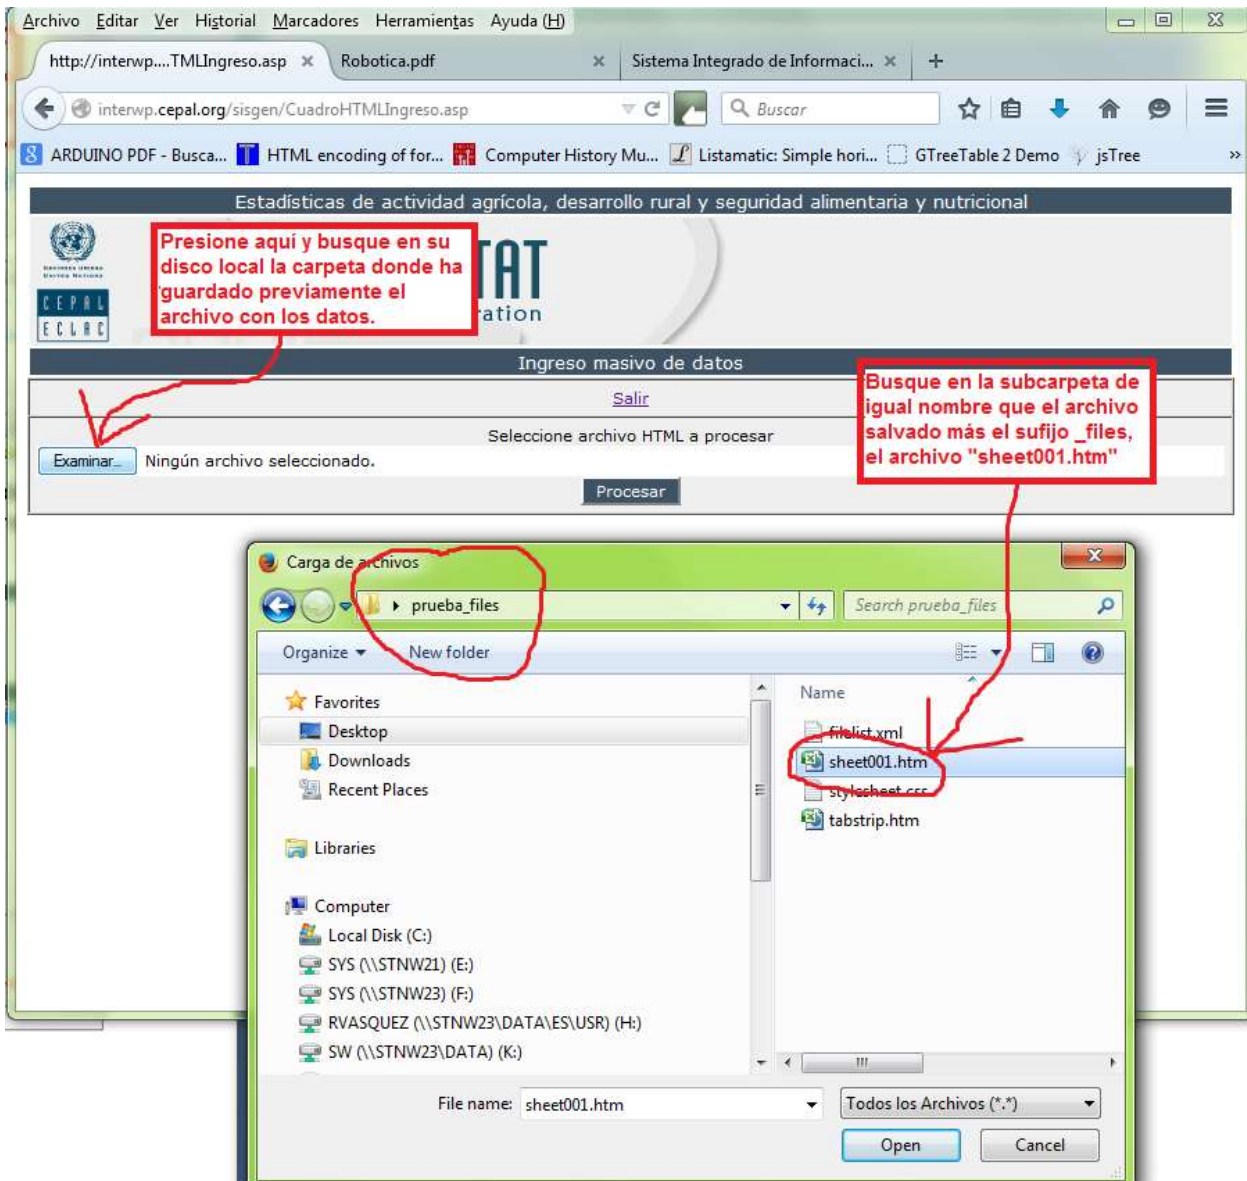 Archivo Editar Ver Historial Marcadores Herramientas Ayuda (H)
http://interwp....TMLIngreso.asp Robotica.pdf Sistema Integrado de Informaci...
interwp.cepal.org/sisgen/CuadroHTMLIngreso.asp Buscar
ARDUINO PDF - Busca... HTML encoding of for... Computer History Mu... Listamatic: Simple hori... GTreeTable 2 Demo jsTree
Estadísticas de actividad agrícola, desarrollo rural y seguridad alimentaria y nutricional
Presione aquí y busque en su
disco local la carpeta donde ha
guardado previamente el
archivo con los datos.
CEPAL
ECLAC
Ingreso masivo de datos
Salir
Seleccione archivo HTML a procesar
Examinar... Ningún archivo seleccionado.
Procesar
Busque en la subcarpeta de
igual nombre que el archivo
salvado más el sufijo _files,
el archivo "sheet001.htm"
Carga de archivos
prueba_files Search prueba_files
Organize New folder
Favorites
Desktop
Downloads
Recent Places
Libraries
Computer
Local Disk (C:)
SYS (\\STNW21) (E:)
SYS (\\STNW23) (F:)
RVASQUEZ (\\STNW23\DATA\ES\USR) (H:)
SW (\\STNW23\DATA) (K:)
Name
filelist.xml
sheet001.htm
stylesheet.css
tabstrip.htm
File name: sheet001.htm Todos los Archivos (*.*)
Open Cancel